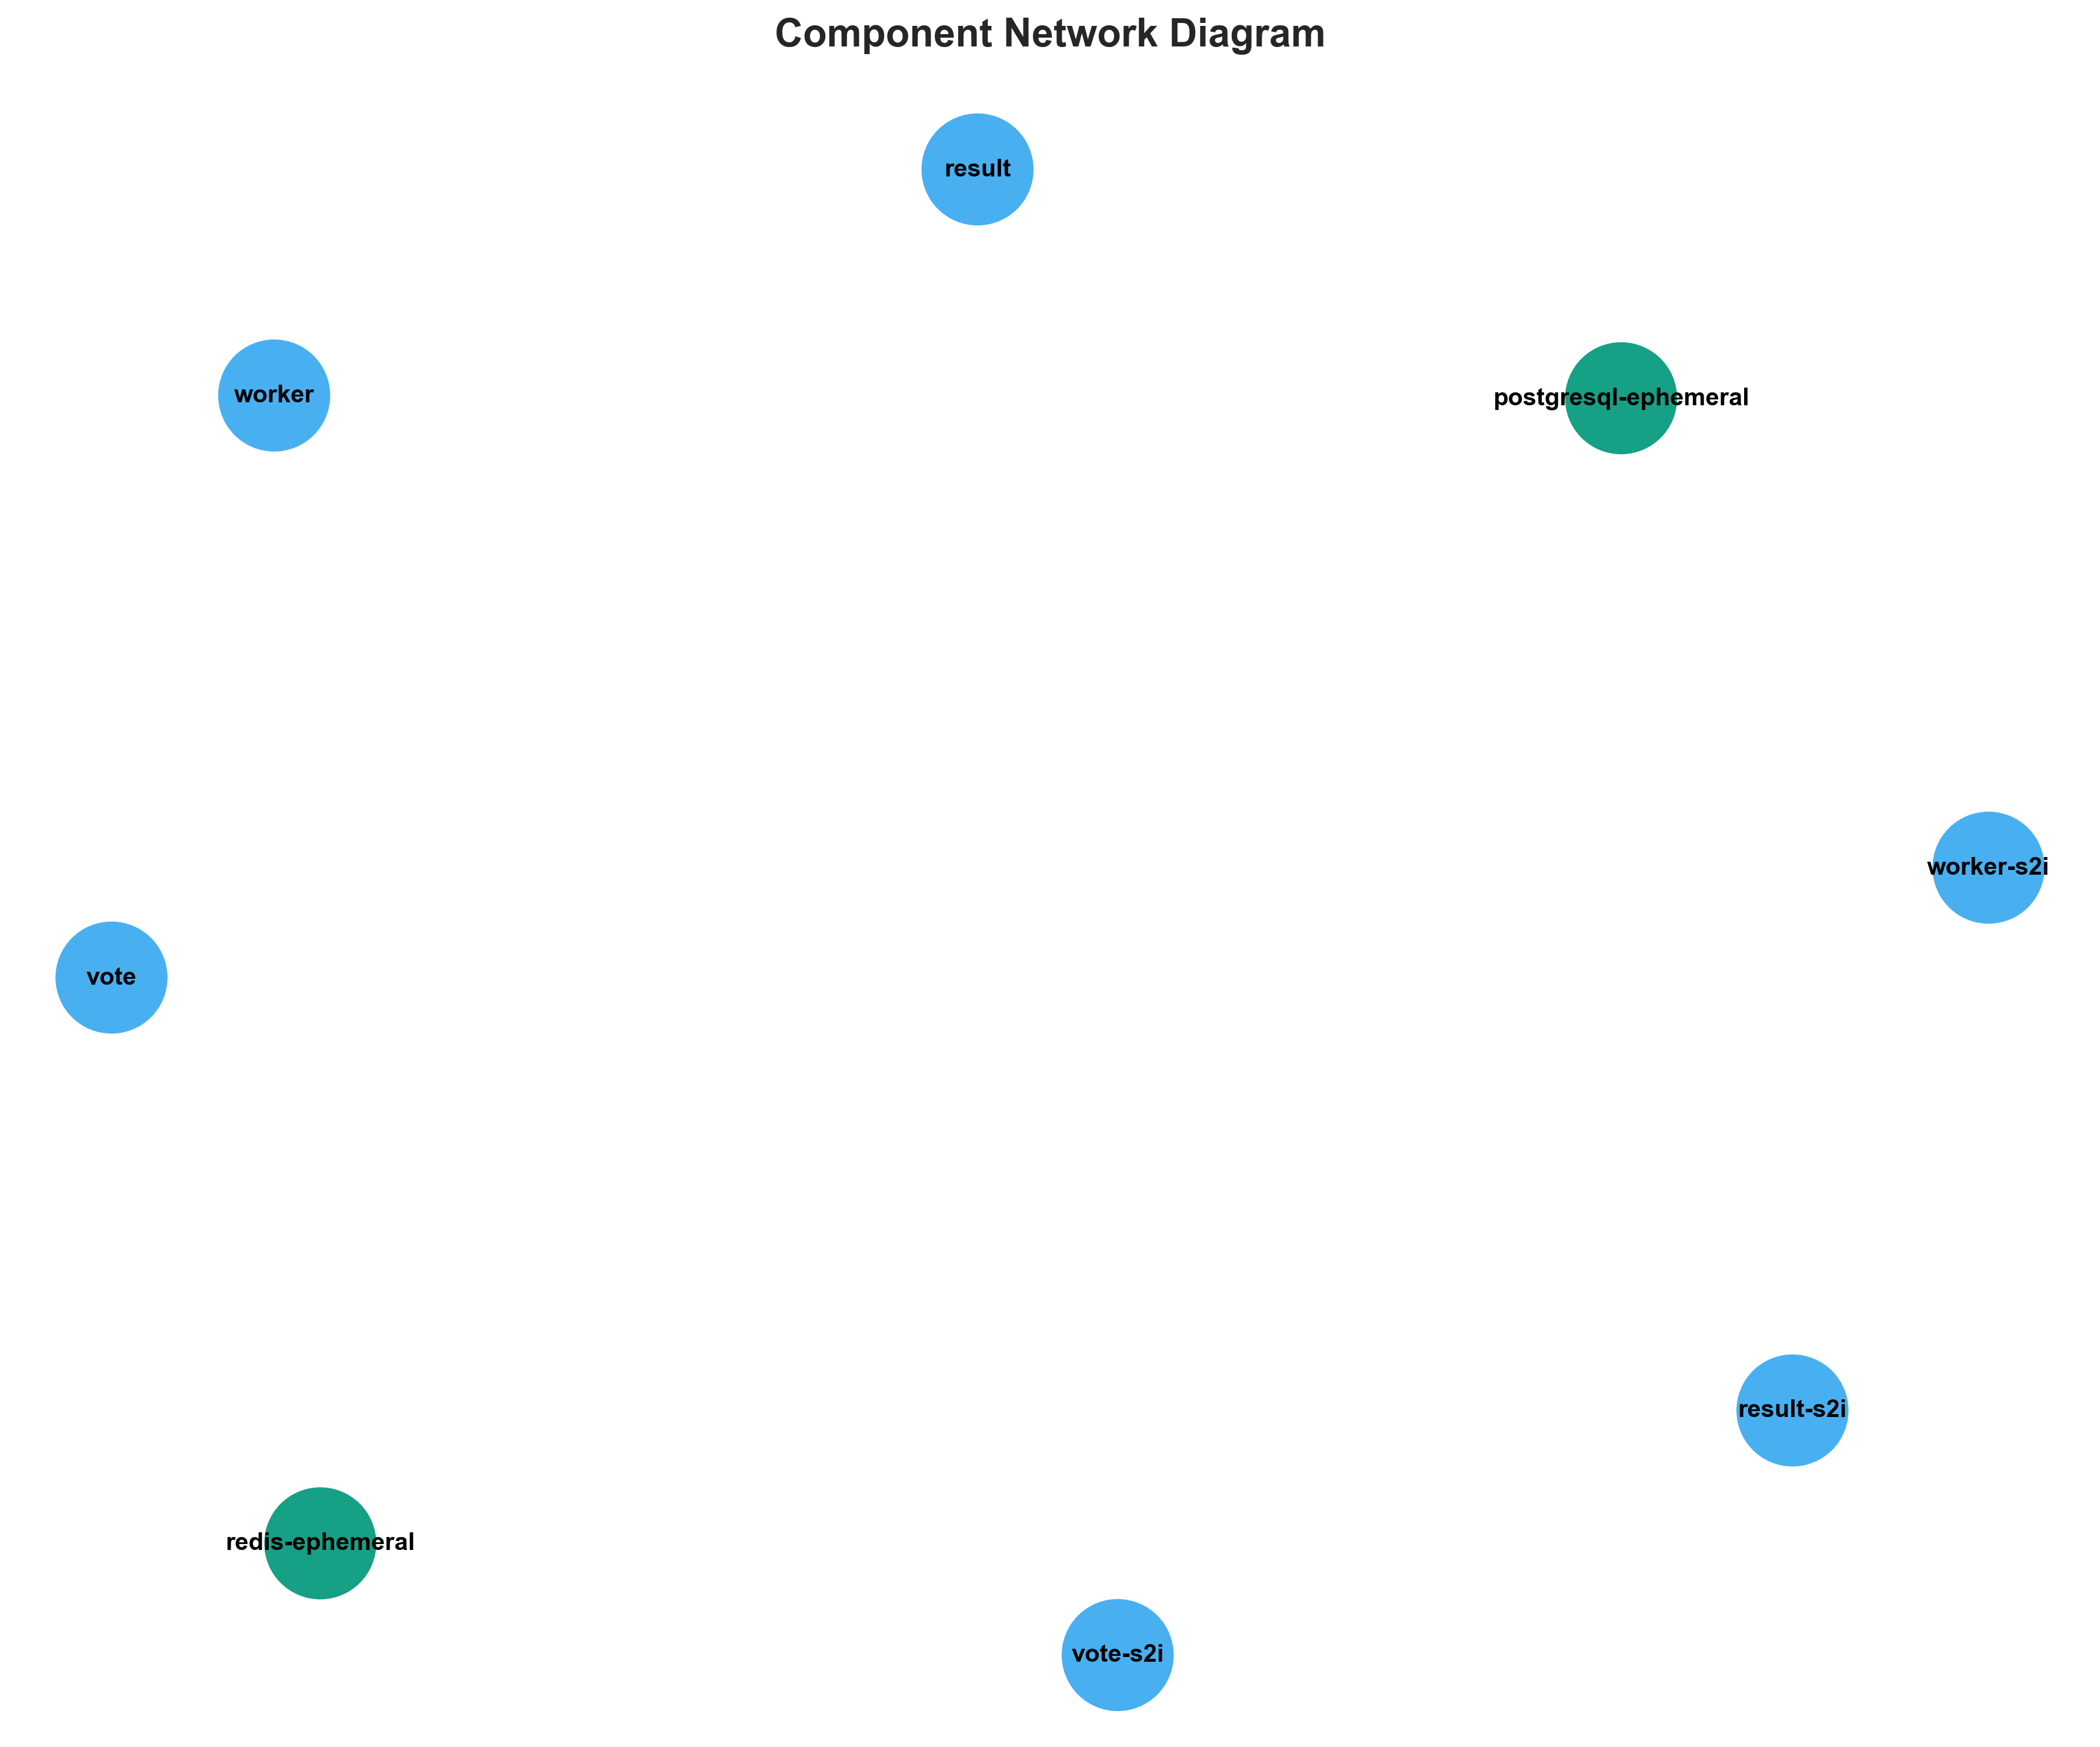 Component Network Diagram
result
worker
postgresql-ephemeral
worker-s2i
vote
result-s2i
redis-ephemeral
vote-s2i